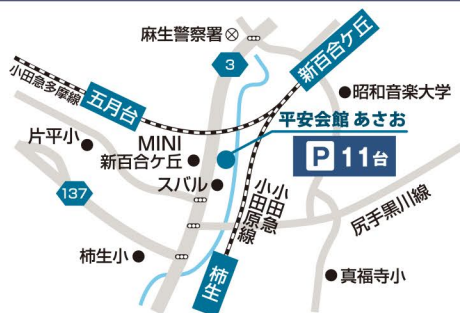 麻生警察署
3
新百合ケ丘
小田急多摩線
五月台
昭和音楽大学
平安会館 あさお
P 11台
片平小
MINI
新百合ケ丘
スバル
137
小田急
小田原線
尻手黒川線
柿生小
柿生
真福寺小